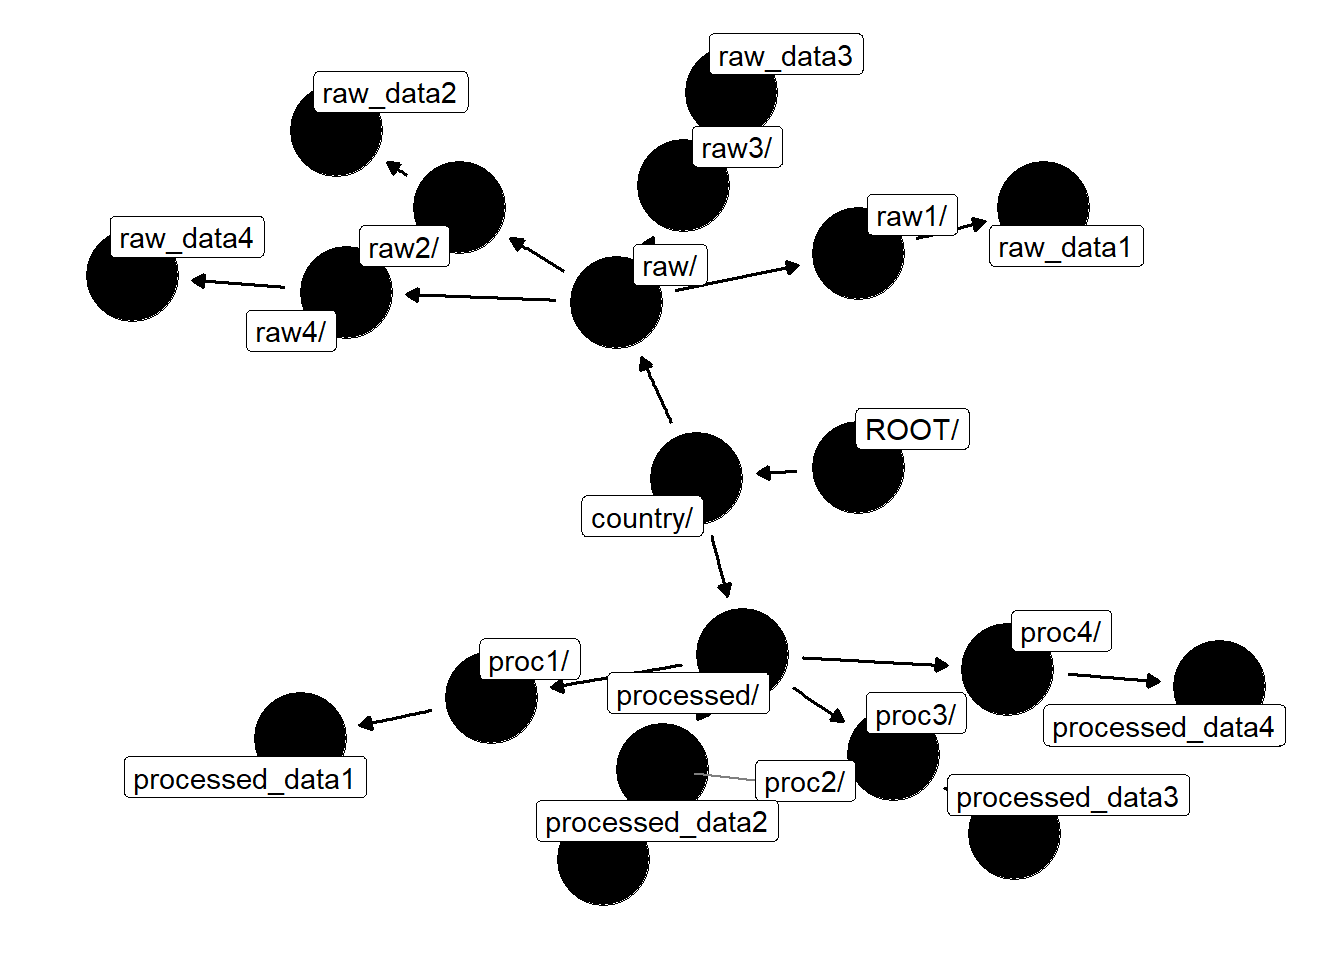 raw_data3
raw_data2
raw3/
raw1/
raw_data4
raw2/
raw_data1
raw/
raw4/
ROOT/
country/
proc4/
proc1/
processed/
proc3/
processed_data4
processed_data1
proc2/
processed_data3
processed_data2